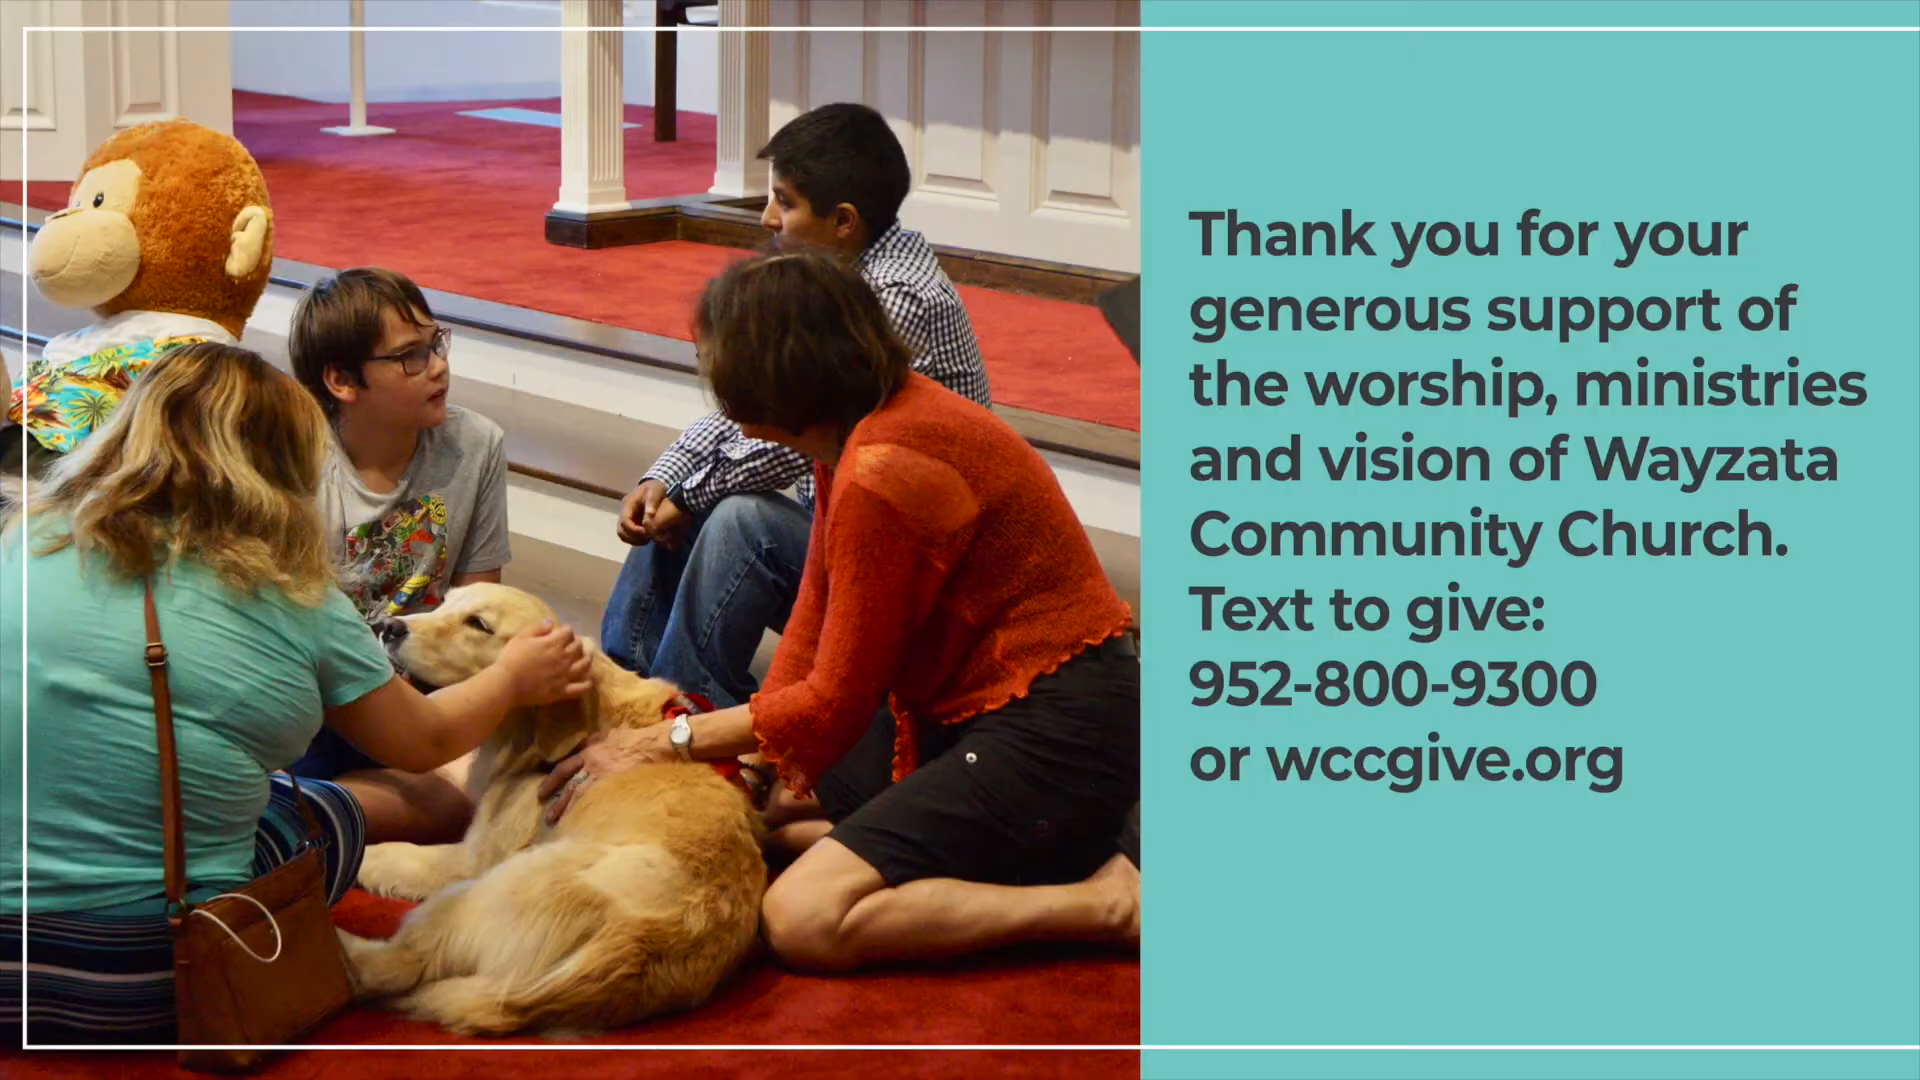 Thank you for your
generous support of
the worship, ministries
and vision of Wayzata
Community Church.
Text to give:
952-800-9300
or wccgive.org